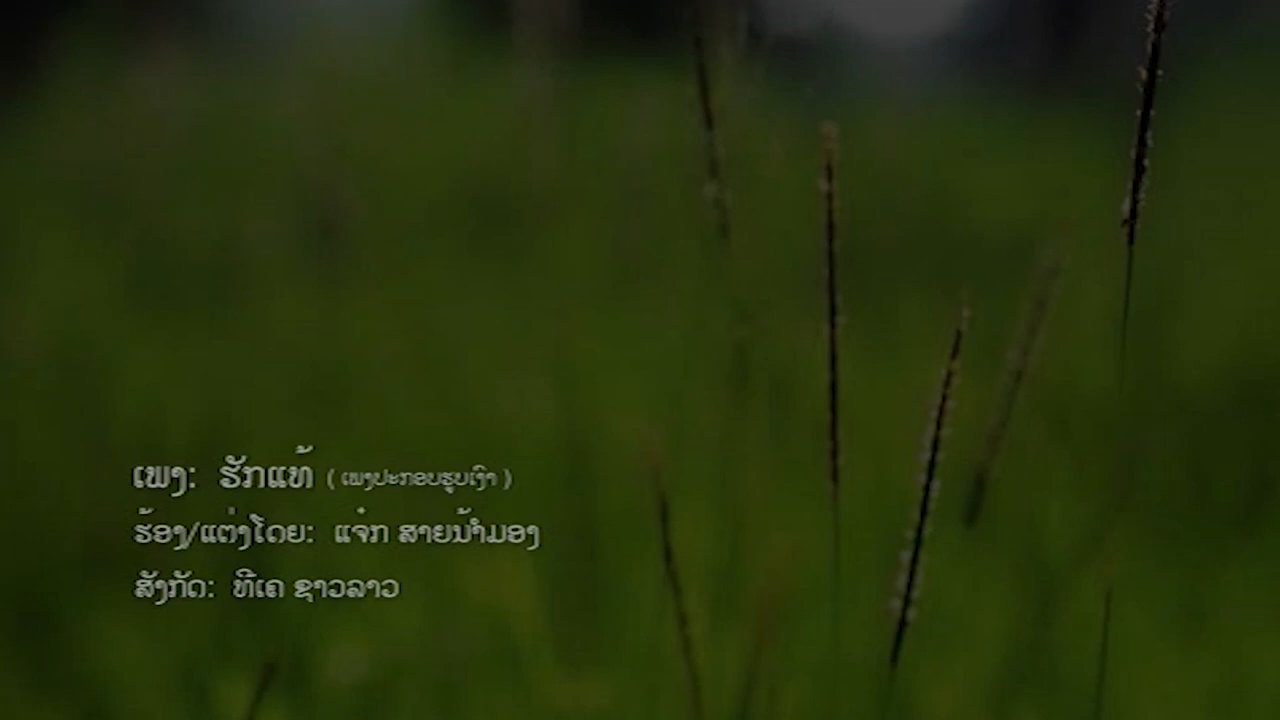 ເພງ: ຮັກແທ້ ( ເພງປະກອບຮູບເງົາ )
ຮ້ອງ/ແຕ່ງໂດຍ: ແຈ໋ກ ສາຍນ້ຳມອງ
ສັງກັດ: ທີເຄ ຊາວລາວ